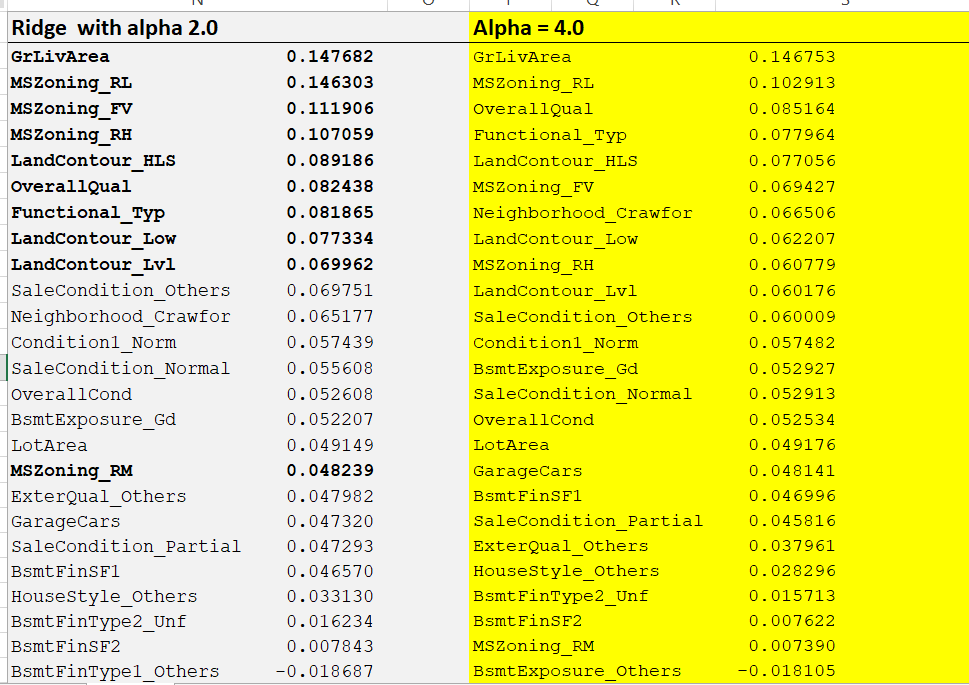 N O P Q R S
Ridge with alpha 2.0 Alpha = 4.0
GrLivArea 0.147682 GrLivArea 0.146753
MSZoning_RL 0.146303 MSZoning_RL 0.102913
MSZoning_FV 0.111906 OverallQual 0.085164
MSZoning_RH 0.107059 Functional_Typ 0.077964
LandContour_HLS 0.089186 LandContour_HLS 0.077056
OverallQual 0.082438 MSZoning_FV 0.069427
Functional_Typ 0.081865 Neighborhood_Crawfor 0.066506
LandContour_Low 0.077334 LandContour_Low 0.062207
LandContour_Lvl 0.069962 MSZoning_RH 0.060779
SaleCondition_Others 0.069751 LandContour_Lvl 0.060176
Neighborhood_Crawfor 0.065177 SaleCondition_Others 0.060009
Condition1_Norm 0.057439 Condition1_Norm 0.057482
SaleCondition_Normal 0.055608 BsmtExposure_Gd 0.052927
OverallCond 0.052608 SaleCondition_Normal 0.052913
BsmtExposure_Gd 0.052207 OverallCond 0.052534
LotArea 0.049149 LotArea 0.049176
MSZoning_RM 0.048239 GarageCars 0.048141
ExterQual_Others 0.047982 BsmtFinSF1 0.046996
GarageCars 0.047320 SaleCondition_Partial 0.045816
SaleCondition_Partial 0.047293 ExterQual_Others 0.037961
BsmtFinSF1 0.046570 HouseStyle_Others 0.028296
HouseStyle_Others 0.033130 BsmtFinType2_Unf 0.015713
BsmtFinType2_Unf 0.016234 BsmtFinSF2 0.007622
BsmtFinSF2 0.007843 MSZoning_RM 0.007390
BsmtFinType1_Others -0.018687 BsmtExposure_Others -0.018105